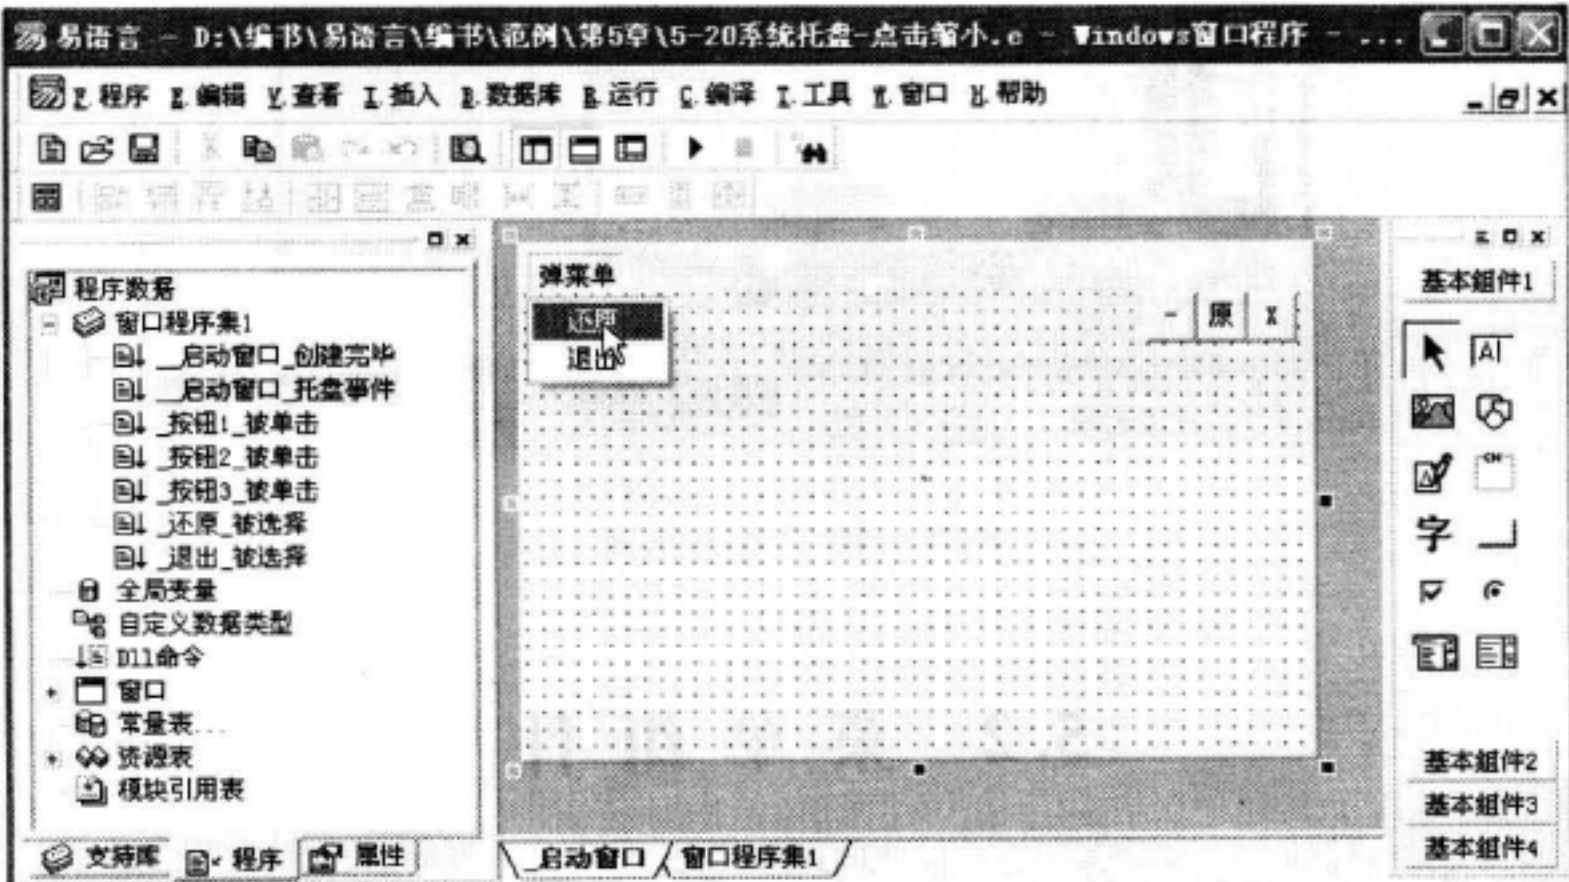 易语言 - D:\编书\易语言\编书\范例\第5章\5-20系统托盘-点击缩小.e - Windows窗口程序 - ...
F.程序 E.编辑 V.查看 I.插入 B.数据库 R.运行 C.编译 T.工具 W.窗口 H.帮助
程序数据
窗口程序集1
__启动窗口_创建完毕
__启动窗口_托盘事件
_按钮1_被单击
_按钮2_被单击
_按钮3_被单击
_还原_被选择
_退出_被选择
全局变量
自定义数据类型
Dll命令
窗口
常量表...
资源表
模块引用表
支持库 程序 属性
弹菜单
还原
退出
- 原 X
_启动窗口 窗口程序集1
基本组件1
A
字
基本组件2
基本组件3
基本组件4